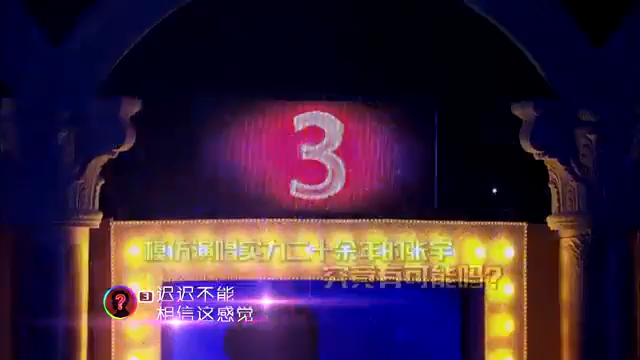 3
模仿演唱实力二十余年的张宇
究竟有可能吗?
?
3 迟迟不能
相信这感觉